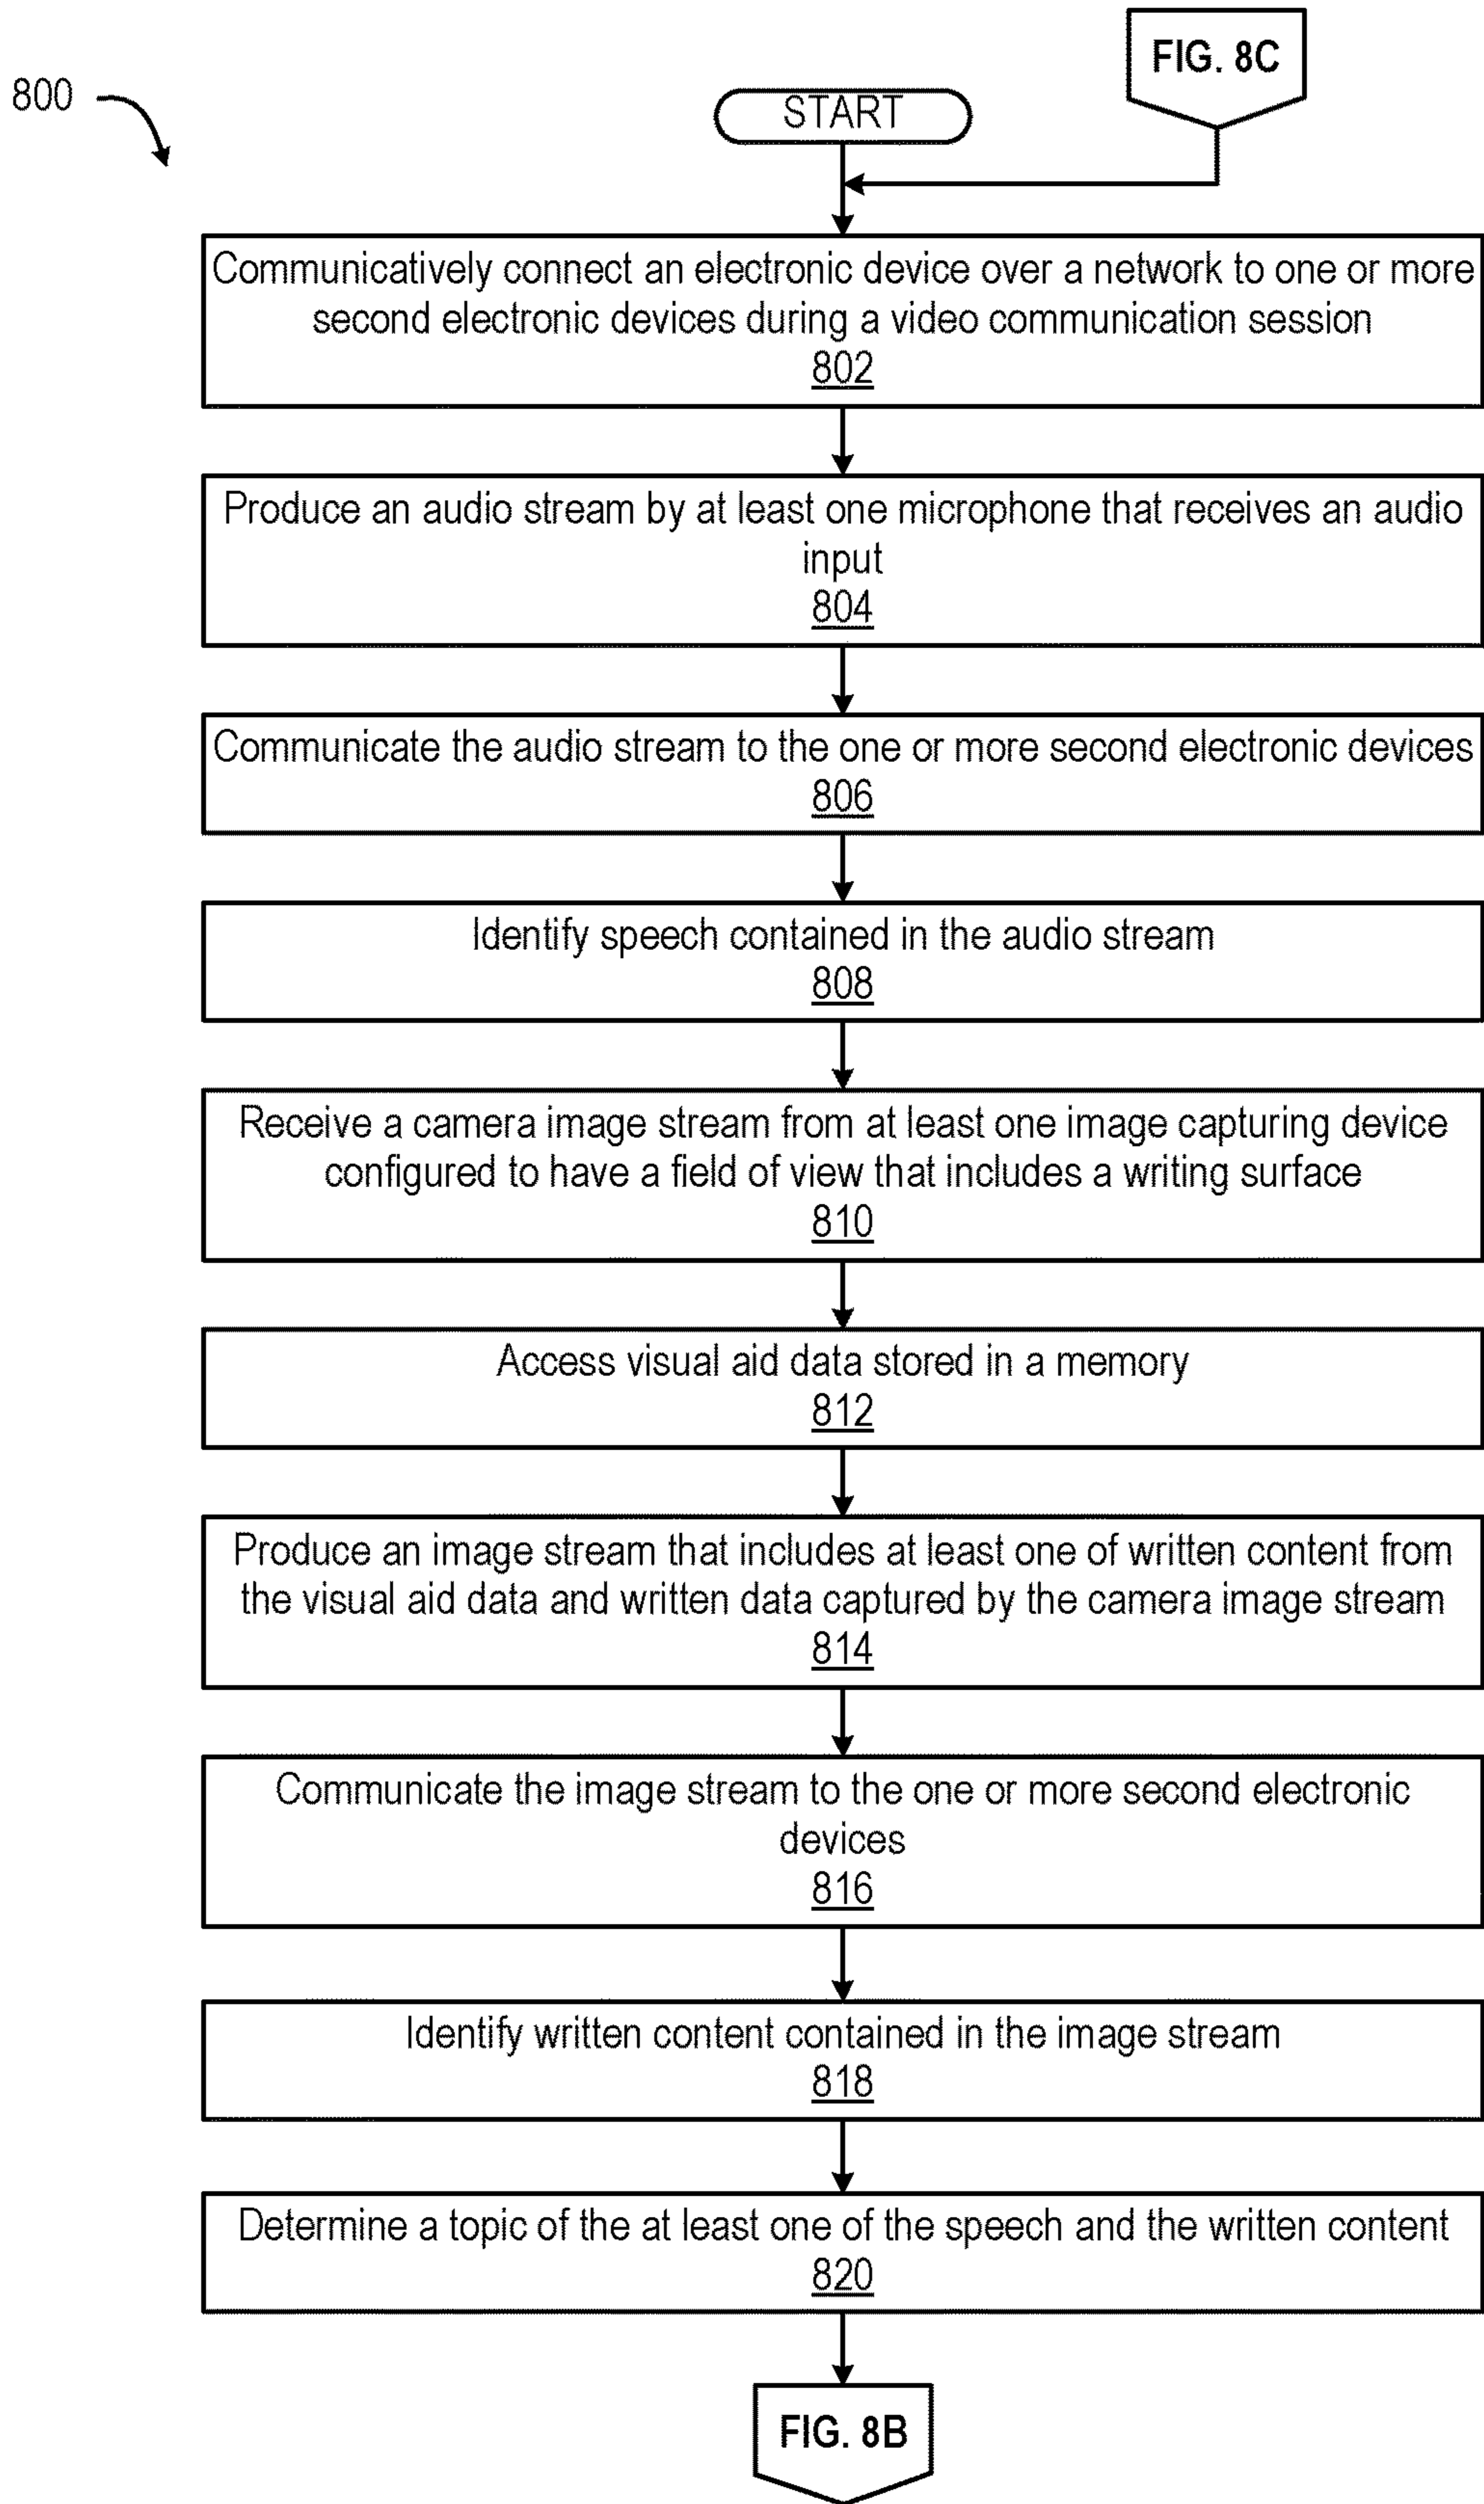 FIG. 8C
800
START
Communicatively connect an electronic device over a network to one or more
second electronic devices during a video communication session
802
Produce an audio stream by at least one microphone that receives an audio
input
804
Communicate the audio stream to the one or more second electronic devices
806
Identify speech contained in the audio stream
808
Receive a camera image stream from at least one image capturing device
configured to have a field of view that includes a writing surface
810
Access visual aid data stored in a memory
812
Produce an image stream that includes at least one of written content from
the visual aid data and written data captured by the camera image stream
814
Communicate the image stream to the one or more second electronic
devices
816
Identify written content contained in the image stream
818
Determine a topic of the at least one of the speech and the written content
820
FIG. 8B